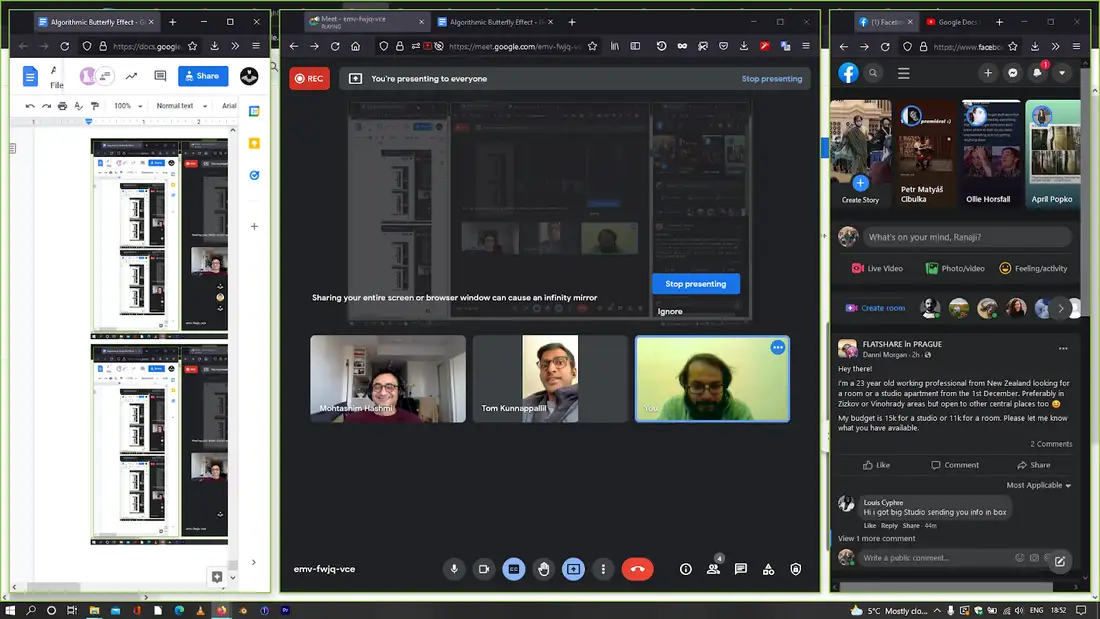 Algorithmic Butterfly Effect - G
https://docs.google.
File
Share
100%
Normal text
Arial
Meet - emv-fwjq-vce
PLAYING
Algorithmic Butterfly Effect - G
https://meet.google.com/emv-fwjq-vce
REC
You're presenting to everyone
Stop presenting
Sharing your entire screen or browser window can cause an infinity mirror
Stop presenting
Ignore
Mohtashim Hashmi
Tom Kunnappallil
You
emv-fwjq-vce
4
(1) Faceb
Google Docs
https://www.faceb
1
Create Story
Petr Matyáš
Cibulka
Ollie Horsfall
April Popko
What's on your mind, Ranaji?
Live Video
Photo/video
Feeling/activity
Create room
FLATSHARE in PRAGUE
Danni Morgan · 2h ·
Hey there!
I'm a 23 year old working professional from New Zealand looking for
a room or a studio apartment from the 1st December. Preferably in
Zizkov or Vinohrady areas but open to other central places too 😊
My budget is 15k for a studio or 11k for a room. Please let me know
what you have available.
2 Comments
Like
Comment
Share
Most Applicable
Louis Cyphre
Hi i got big Studio sending you info in box
Like · Reply · Share · 44m
View 1 more comment
Write a public comment...
5°C Mostly clo...
ENG
18:52